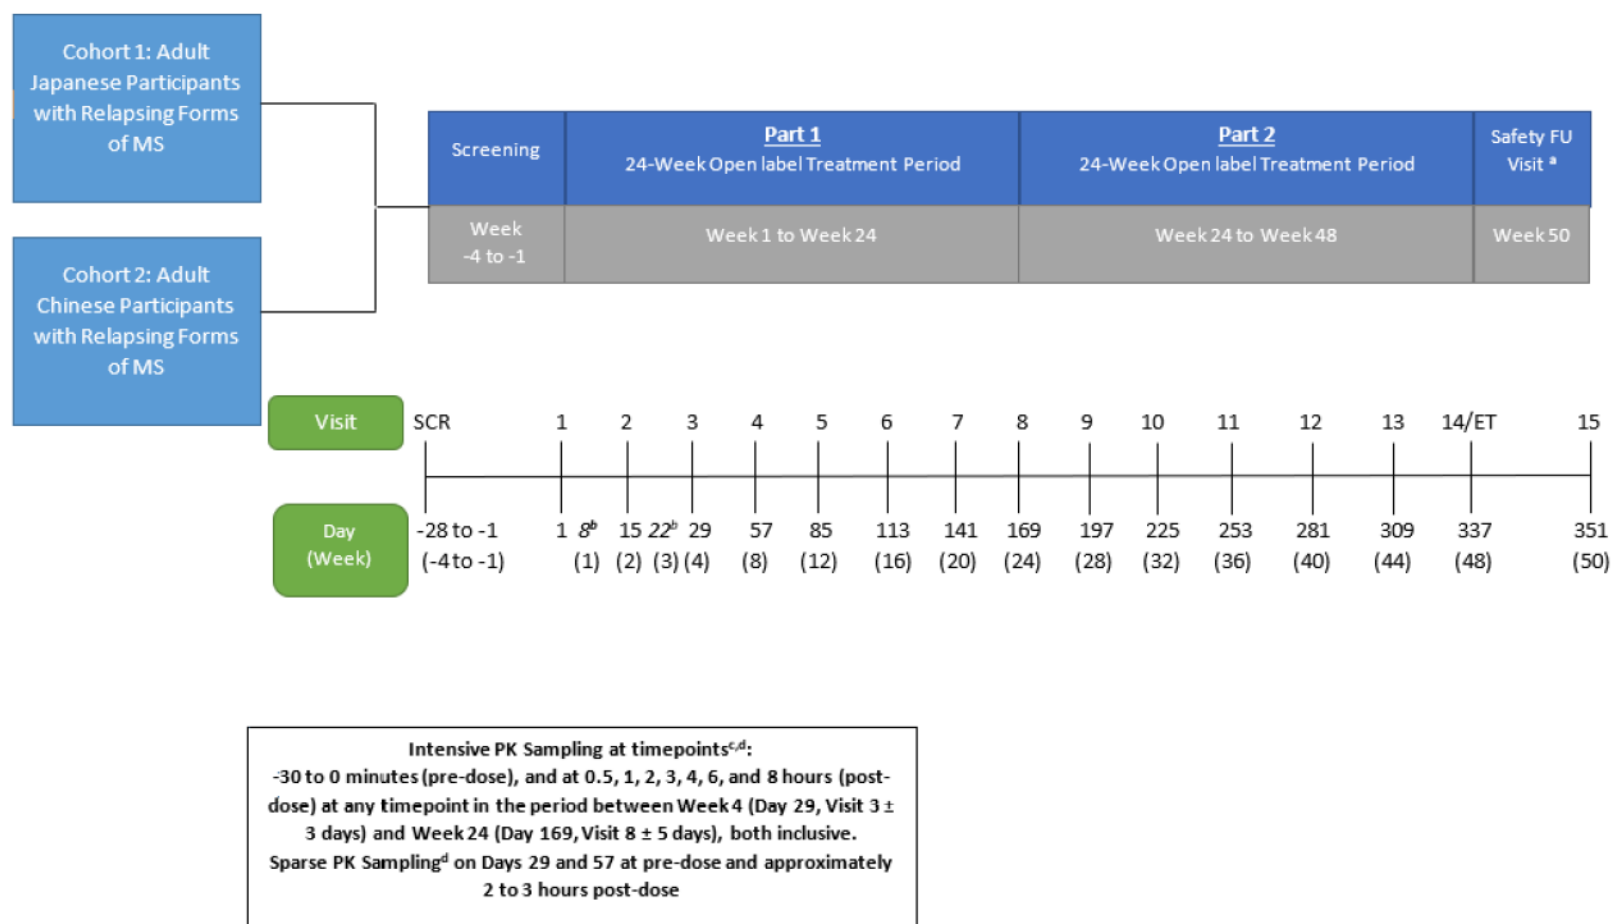 Cohort 1: Adult
Japanese Participants
with Relapsing Forms
of MS
Cohort 2: Adult
Chinese Participants
with Relapsing Forms
of MS
Screening
Part 1
24-Week Open label Treatment Period
Part 2
24-Week Open label Treatment Period
Safety FU
Visit ᵃ
Week
-4 to -1
Week 1 to Week 24
Week 24 to Week 48
Week 50
Visit
SCR 1 2 3 4 5 6 7 8 9 10 11 12 13 14/ET 15
Day
(Week)
-28 to -1 1 8ᵇ 15 22ᵇ 29 57 85 113 141 169 197 225 253 281 309 337 351
(-4 to -1) (1) (2) (3) (4) (8) (12) (16) (20) (24) (28) (32) (36) (40) (44) (48) (50)
Intensive PK Sampling at timepointsᶜ,ᵈ:
-30 to 0 minutes (pre-dose), and at 0.5, 1, 2, 3, 4, 6, and 8 hours (post-
dose) at any timepoint in the period between Week 4 (Day 29, Visit 3 ±
3 days) and Week 24 (Day 169, Visit 8 ± 5 days), both inclusive.
Sparse PK Samplingᵈ on Days 29 and 57 at pre-dose and approximately
2 to 3 hours post-dose